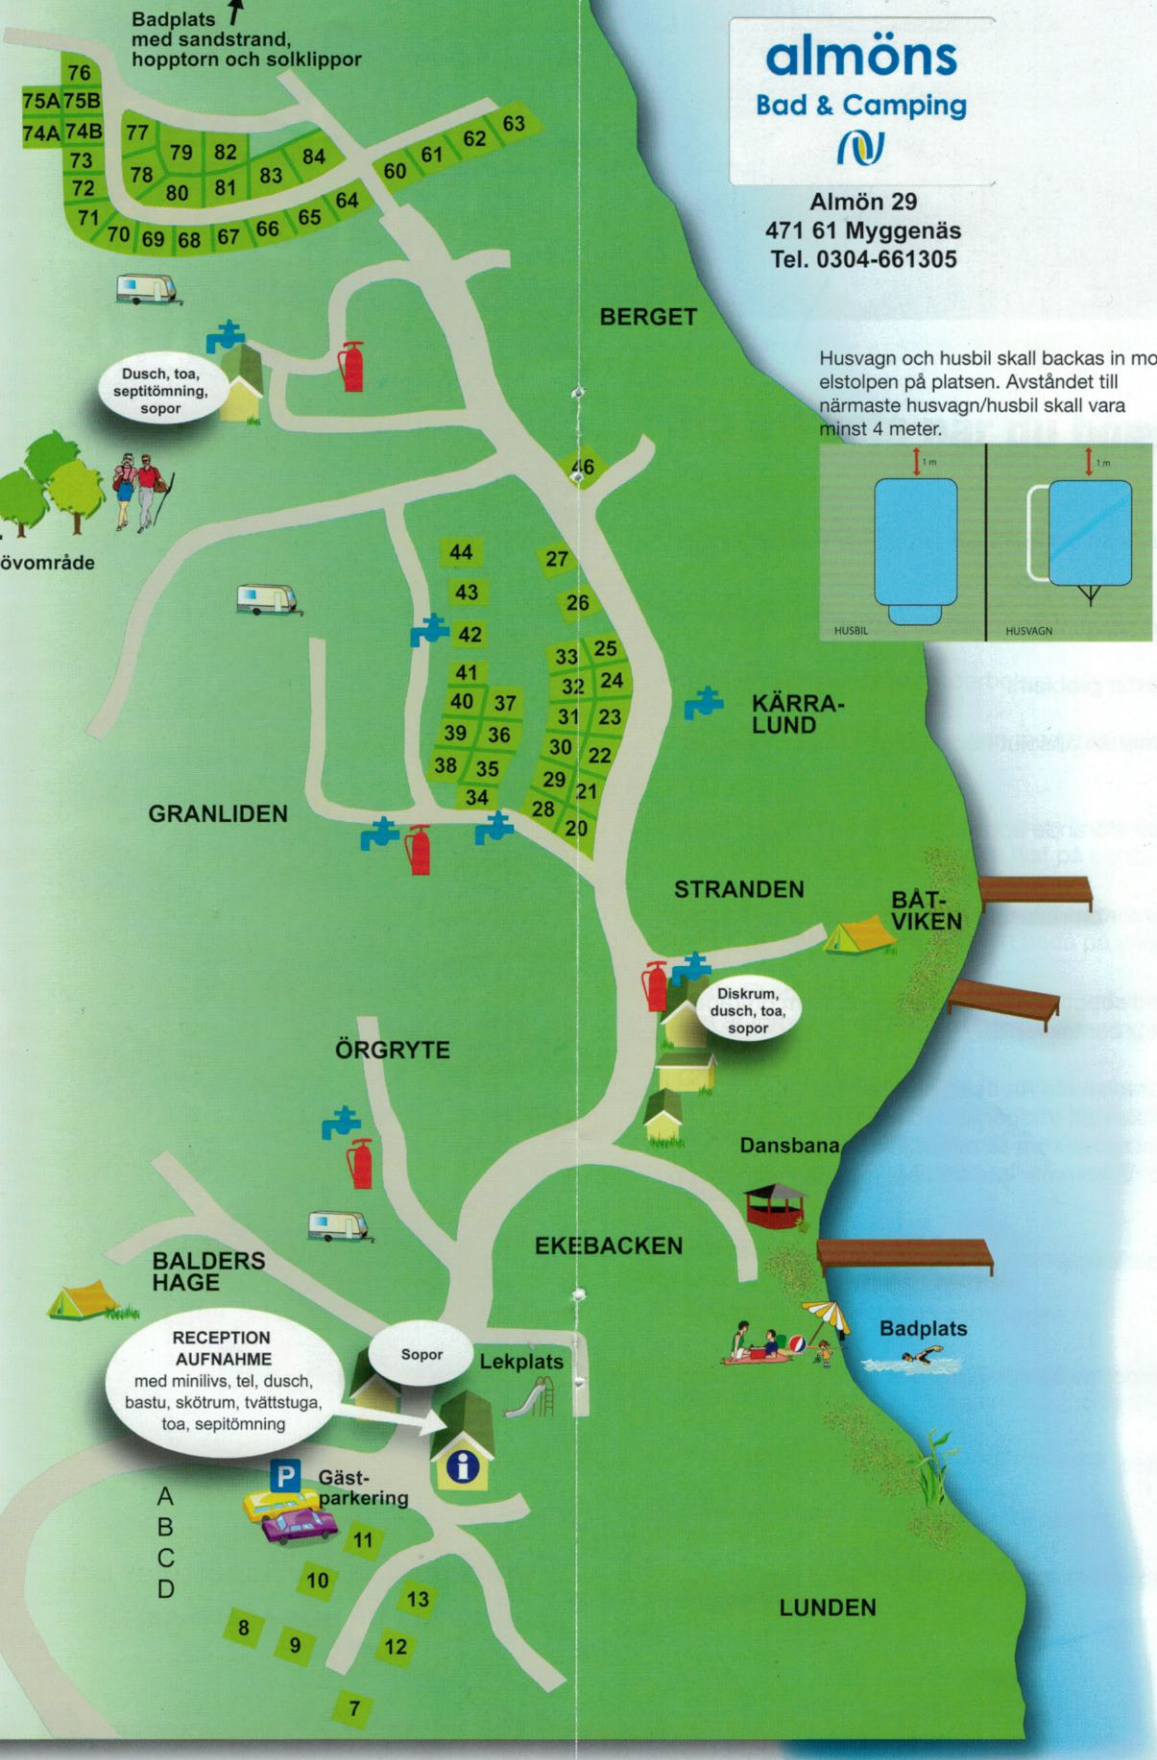 Badplats
med sandstrand,
hopptorn och solklippor
almöns
Bad & Camping
Almön 29
471 61 Myggenäs
Tel. 0304-661305
76
75A 75B
74A 74B
73
72
71
70
69
68
67
66
65
64
77
78
79
80
82
81
83
84
60
61
62
63
BERGET
Dusch, toa,
septitömning,
sopor
Husvagn och husbil skall backas in mo
elstolpen på platsen. Avståndet till
närmaste husvagn/husbil skall vara
minst 4 meter.
1 m
1 m
HUSBIL
HUSVAGN
övområde
46
44
43
42
41
40
37
39
36
38
35
34
27
26
33
25
32
24
31
23
30
22
29
21
28
20
KÄRRA-
LUND
GRANLIDEN
STRANDEN
BÅT-
VIKEN
Diskrum,
dusch, toa,
sopor
ÖRGRYTE
Dansbana
EKEBACKEN
BALDERS
HAGE
RECEPTION
AUFNAHME
med minilivs, tel, dusch,
bastu, skötrum, tvättstuga,
toa, sepitömning
Sopor
Lekplats
Badplats
i
P
Gäst-
parkering
A
B
C
D
11
10
13
8
9
12
7
LUNDEN